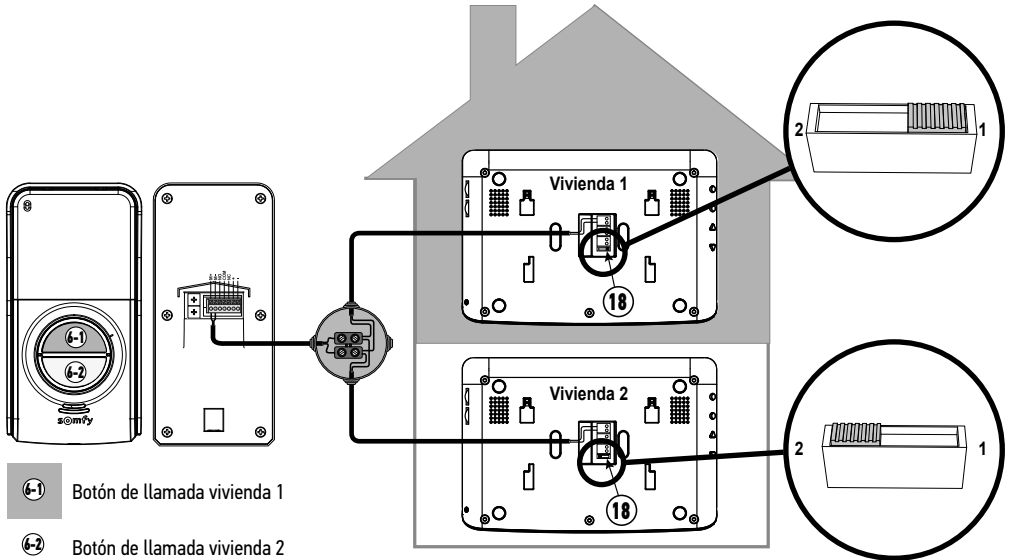 Vivienda 1
2 1
18
6-1
6-2
somfy
Vivienda 2
2 1
18
6-1 Botón de llamada vivienda 1
6-2 Botón de llamada vivienda 2